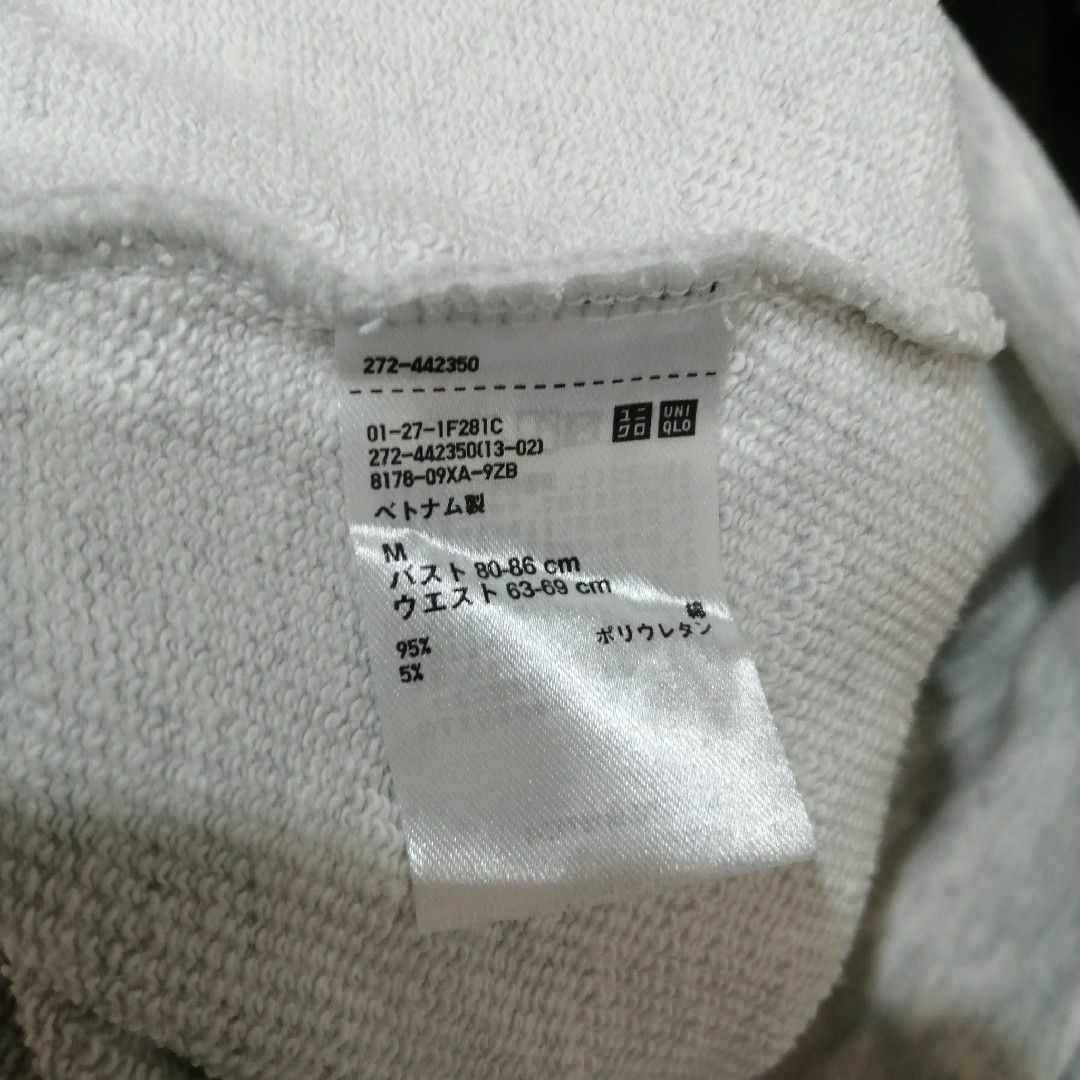 272-442350
01-27-1F281C
ユニクロ UNIQLO
272-442350(13-02)
8178-09XA-9ZB
ベトナム製
M
バスト 80-86 cm
ウエスト 63-69 cm
95% 綿
5% ポリウレタン